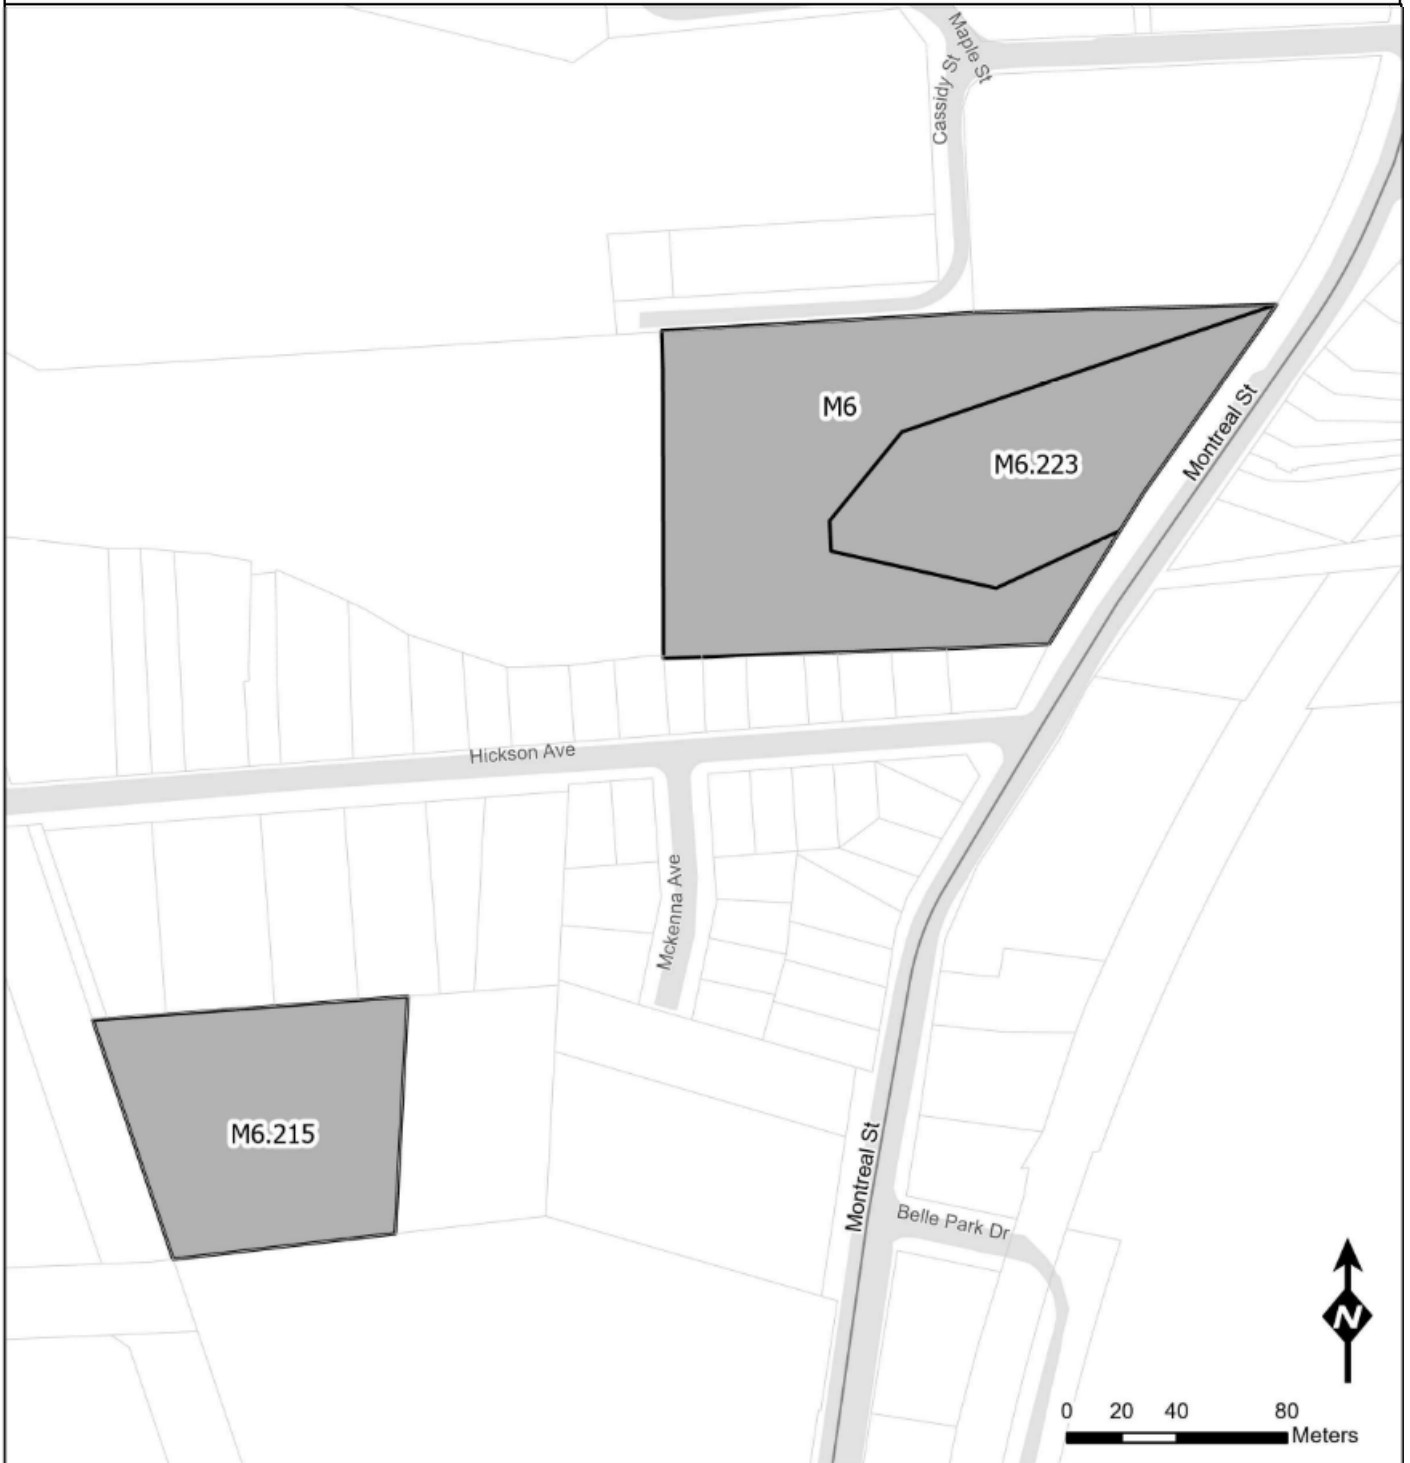 Maple St
Cassidy St
M6
M6.223
Montreal St
Hickson Ave
Mckenna Ave
M6.215
Montreal St
Belle Park Dr
N
0 20 40 80
Meters